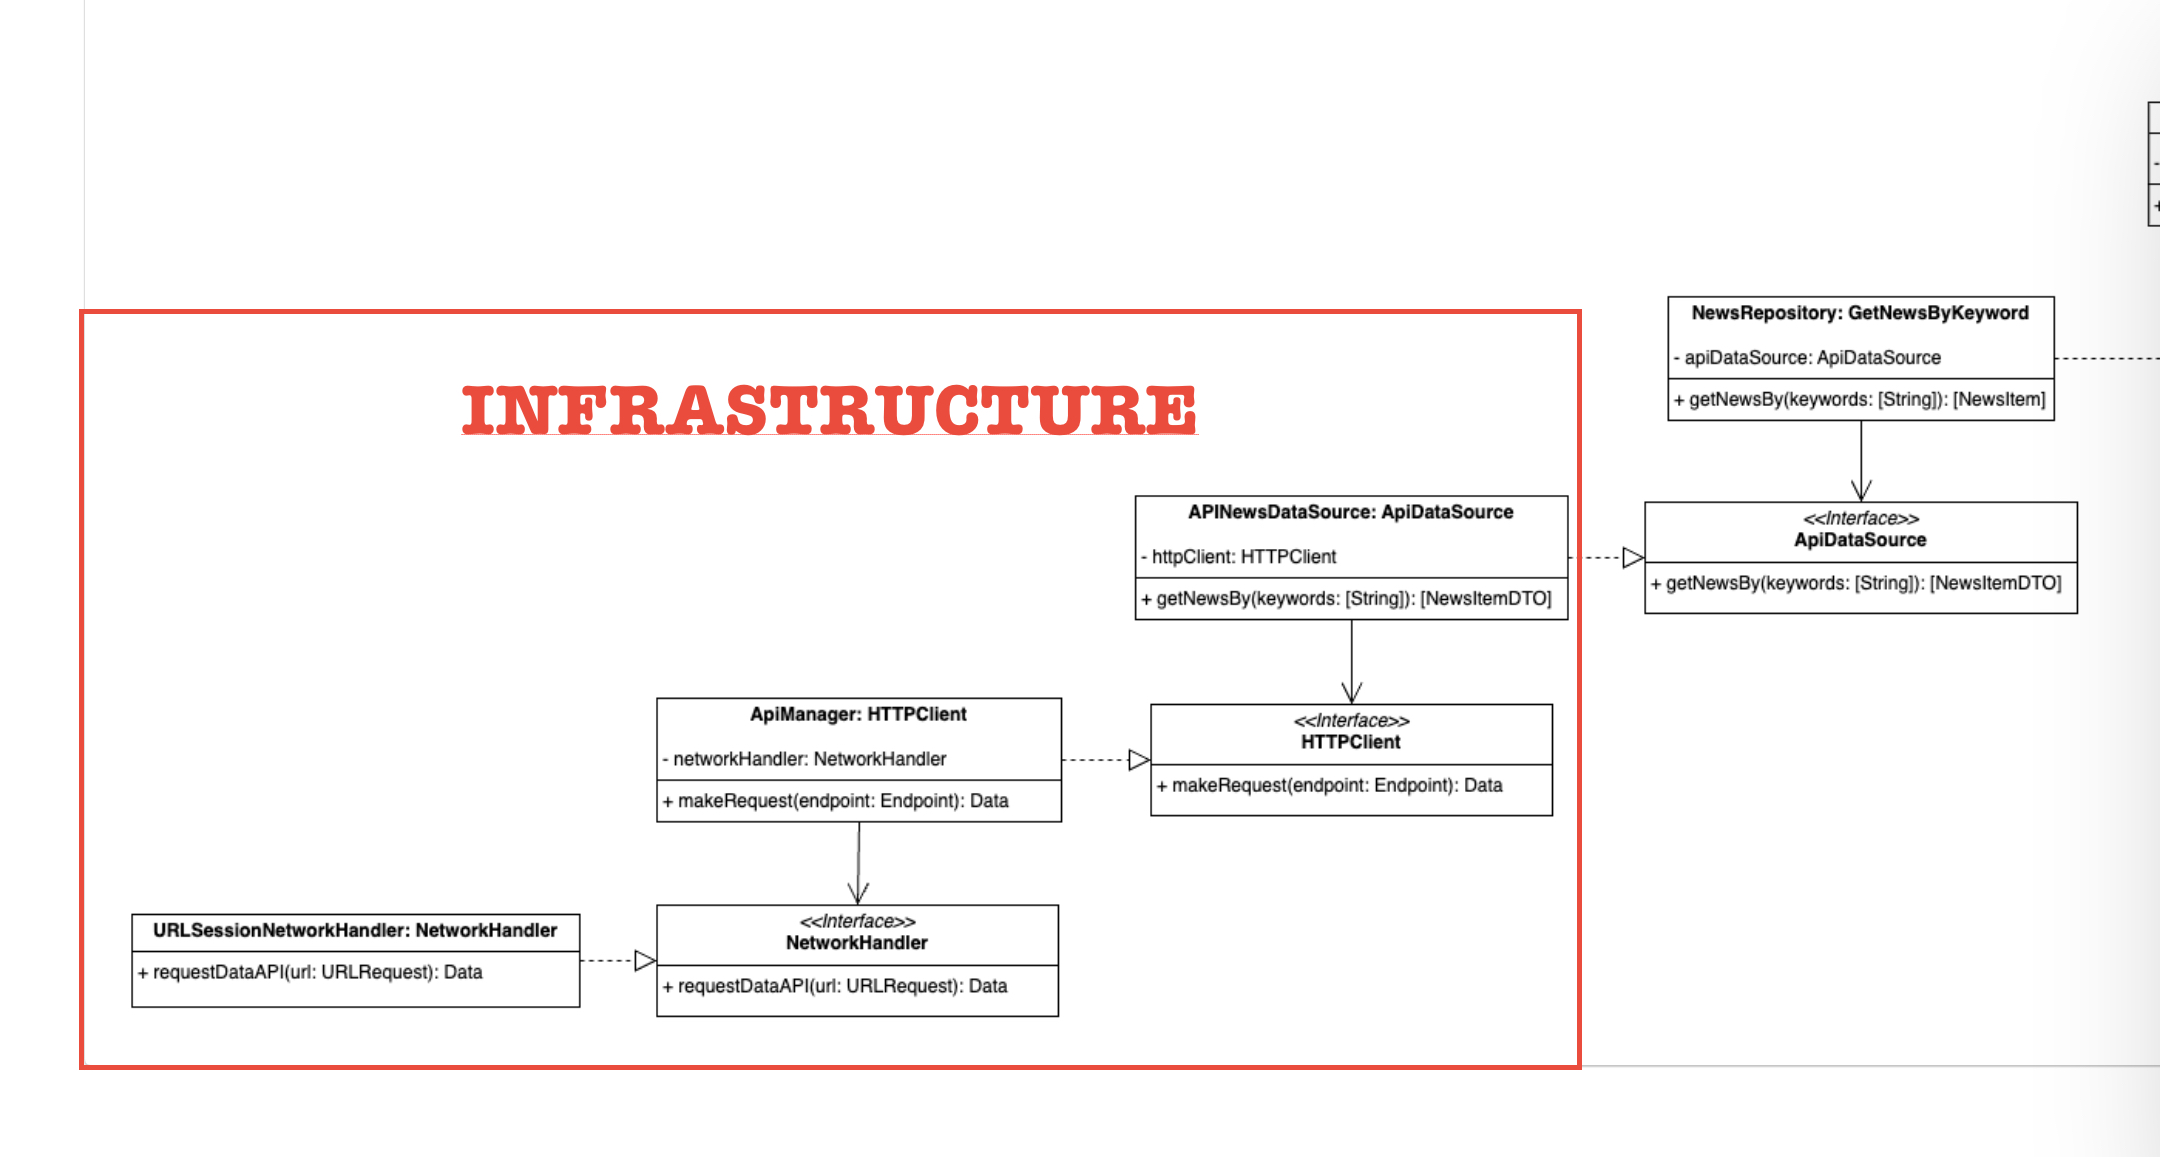 NewsRepository: GetNewsByKeyword
- apiDataSource: ApiDataSource
+ getNewsBy(keywords: [String]): [NewsItem]
INFRASTRUCTURE
APINewsDataSource: ApiDataSource
- httpClient: HTTPClient
+ getNewsBy(keywords: [String]): [NewsItemDTO]
<<Interface>>
ApiDataSource
+ getNewsBy(keywords: [String]): [NewsItemDTO]
ApiManager: HTTPClient
- networkHandler: NetworkHandler
+ makeRequest(endpoint: Endpoint): Data
<<Interface>>
HTTPClient
+ makeRequest(endpoint: Endpoint): Data
URLSessionNetworkHandler: NetworkHandler
+ requestDataAPI(url: URLRequest): Data
<<Interface>>
NetworkHandler
+ requestDataAPI(url: URLRequest): Data